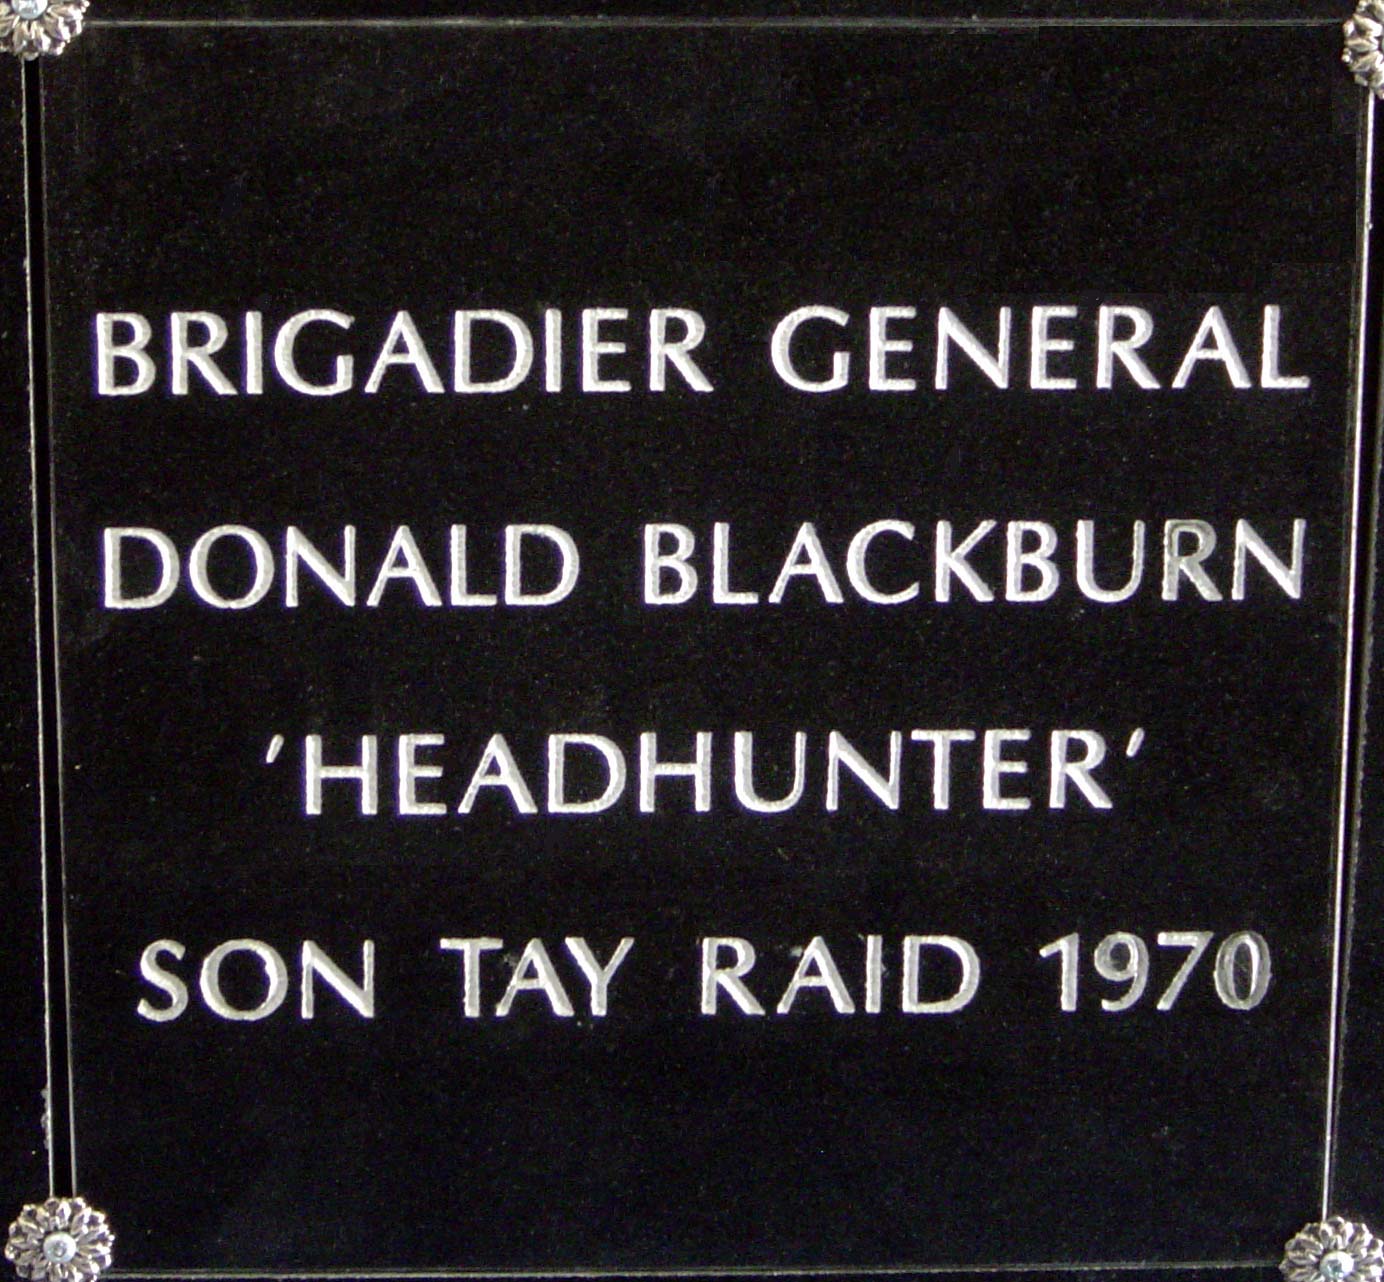 BRIGADIER GENERAL
DONALD BLACKBURN
'HEADHUNTER'
SON TAY RAID 1970